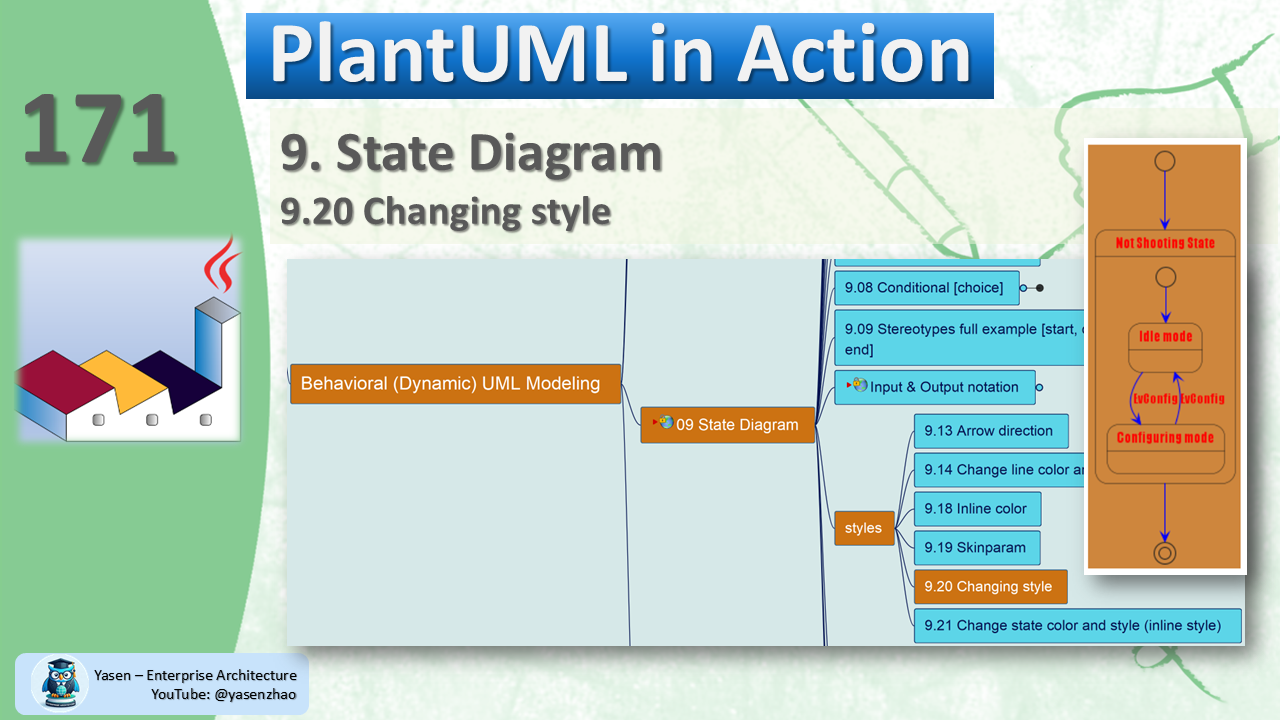 PlantUML in Action
171
9. State Diagram
9.20 Changing style
Behavioral (Dynamic) UML Modeling
09 State Diagram
9.08 Conditional [choice]
9.09 Stereotypes full example [start,
end]
Input & Output notation
styles
9.13 Arrow direction
9.14 Change line color
9.18 Inline color
9.19 Skinparam
9.20 Changing style
9.21 Change state color and style (inline style)
Not Shooting State
Idle mode
EvConfig EvConfig
Configuring mode
Yasen – Enterprise Architecture
YouTube: @yasenzhao